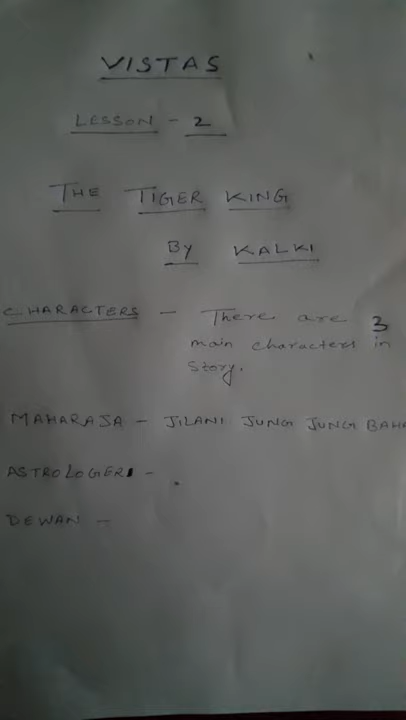 VISTAS
LESSON - 2
THE TIGER KING
By KALKI
CHARACTERS - There are 3
main characters in
story.
MAHARAJA - JILANI JUNG JUNG BAHA
ASTROLOGER -
DEWAN -